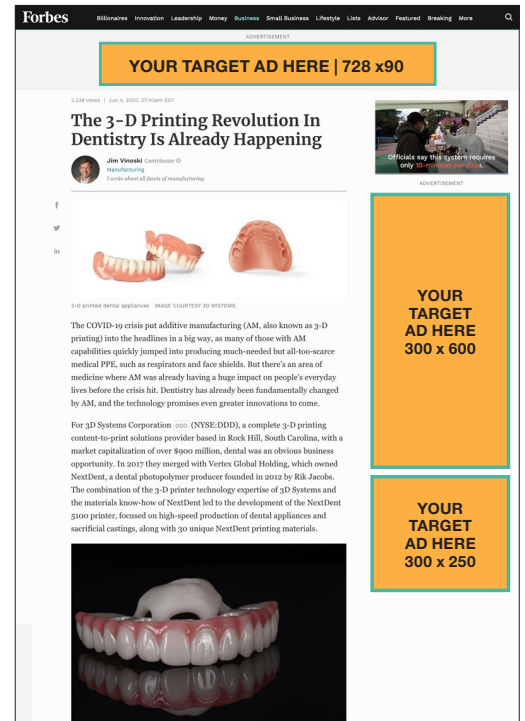 Forbes
Billionaires Innovation Leadership Money Business Small Business Lifestyle Lists Advisor Featured Breaking More
ADVERTISEMENT
YOUR TARGET AD HERE | 728 x90
2,228 views | Jun 4, 2020, 07:43am EDT
The 3-D Printing Revolution In
Dentistry Is Already Happening
Jim Vinoski Contributor
Manufacturing
I write about all facets of manufacturing.
Officials say this system requires
only 10-minutes per
ADVERTISEMENT
f
in
3-D printed dental appliances IMAGE COURTESY 3D SYSTEMS
The COVID-19 crisis put additive manufacturing (AM, also known as 3-D
printing) into the headlines in a big way, as many of those with AM
capabilities quickly jumped into producing much-needed but all-too-scarce
medical PPE, such as respirators and face shields. But there's an area of
medicine where AM was already having a huge impact on people's everyday
lives before the crisis hit. Dentistry has already been fundamentally changed
by AM, and the technology promises even greater innovations to come.
For 3D Systems Corporation DDD (NYSE:DDD), a complete 3-D printing
content-to-print solutions provider based in Rock Hill, South Carolina, with a
market capitalization of over $900 million, dental was an obvious business
opportunity. In 2017 they merged with Vertex Global Holding, which owned
NextDent, a dental photopolymer producer founded in 2012 by Rik Jacobs.
The combination of the 3-D printer technology expertise of 3D Systems and
the materials know-how of NextDent led to the development of the NextDent
5100 printer, focused on high-speed production of dental appliances and
sacrificial castings, along with 30 unique NextDent printing materials.
YOUR
TARGET
AD HERE
300 x 600
YOUR
TARGET
AD HERE
300 x 250